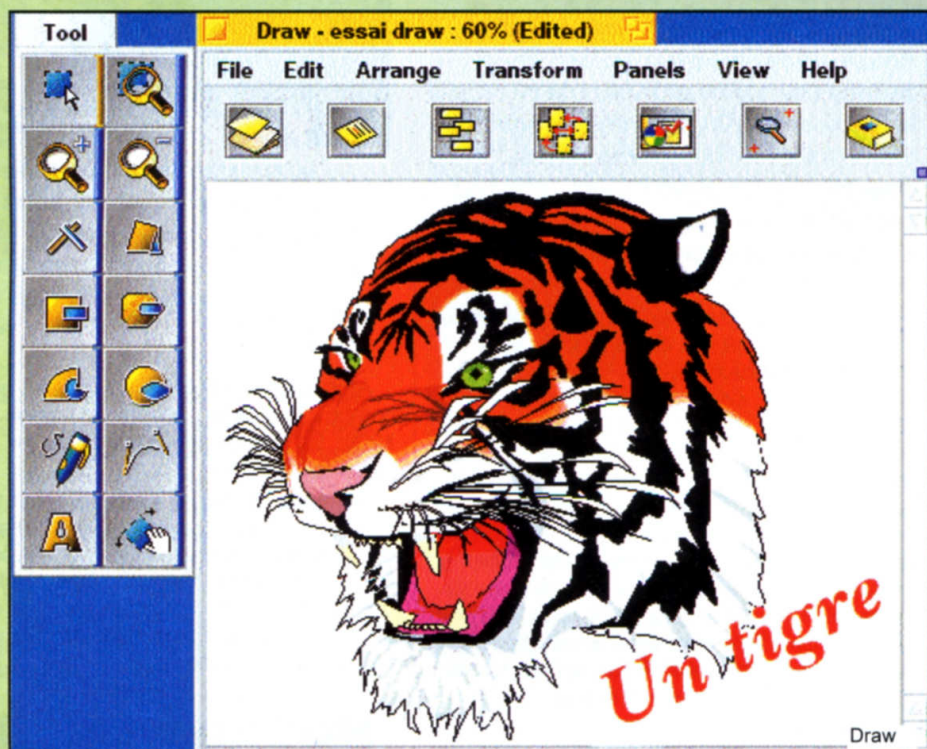 Tool
Draw - essai draw : 60% (Edited)
File Edit Arrange Transform Panels View Help
A
Un tigre
Draw